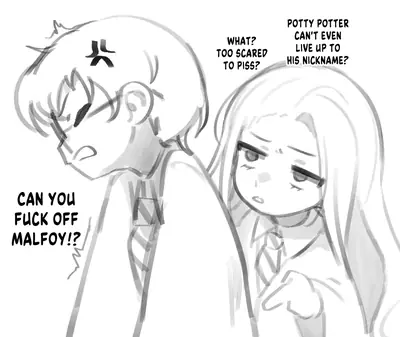 WHAT?
TOO SCARED
TO PISS?
POTTY POTTER
CAN'T EVEN
LIVE UP TO
HIS NICKNAME?
CAN YOU
FUCK OFF
MALFOY!?